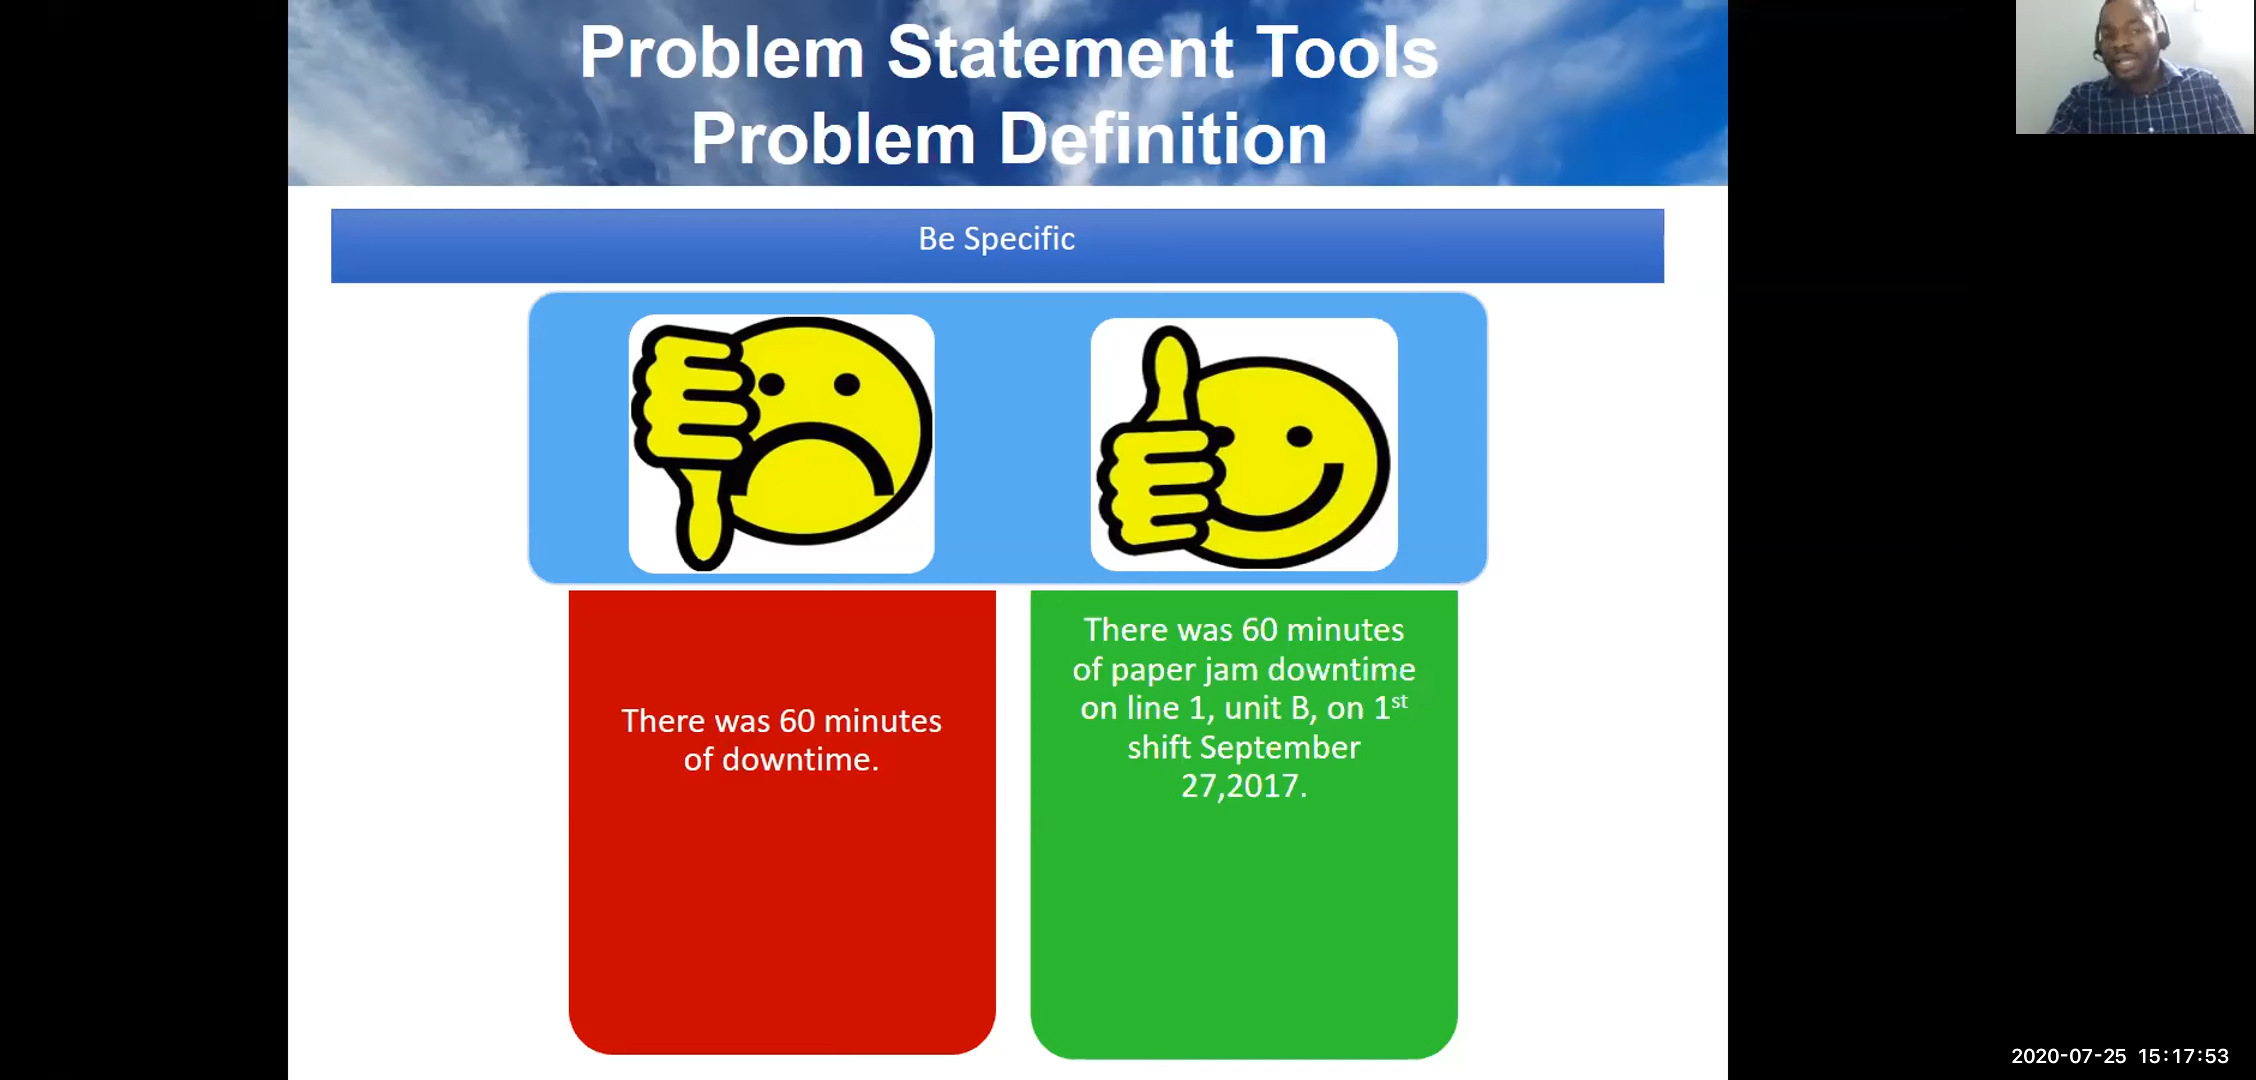 Problem Statement Tools
Problem Definition
Be Specific
There was 60 minutes
of downtime.
There was 60 minutes
of paper jam downtime
on line 1, unit B, on 1st
shift September
27,2017.
2020-07-25 15:17:53